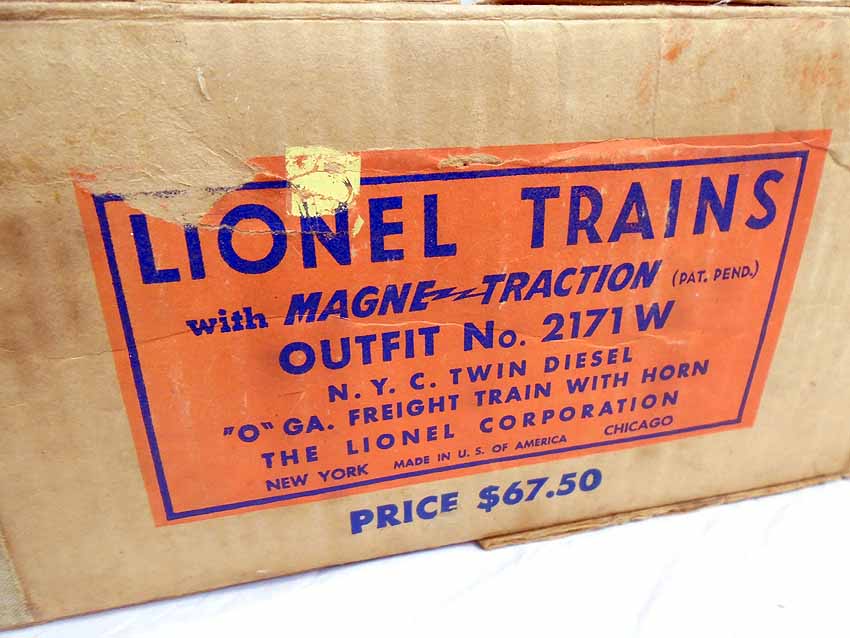 LIONEL TRAINS
with MAGNE-TRACTION (PAT. PEND.)
OUTFIT No. 2171W
N. Y. C. TWIN DIESEL
"O" GA. FREIGHT TRAIN WITH HORN
THE LIONEL CORPORATION
NEW YORK MADE IN U. S. OF AMERICA CHICAGO
PRICE $67.50